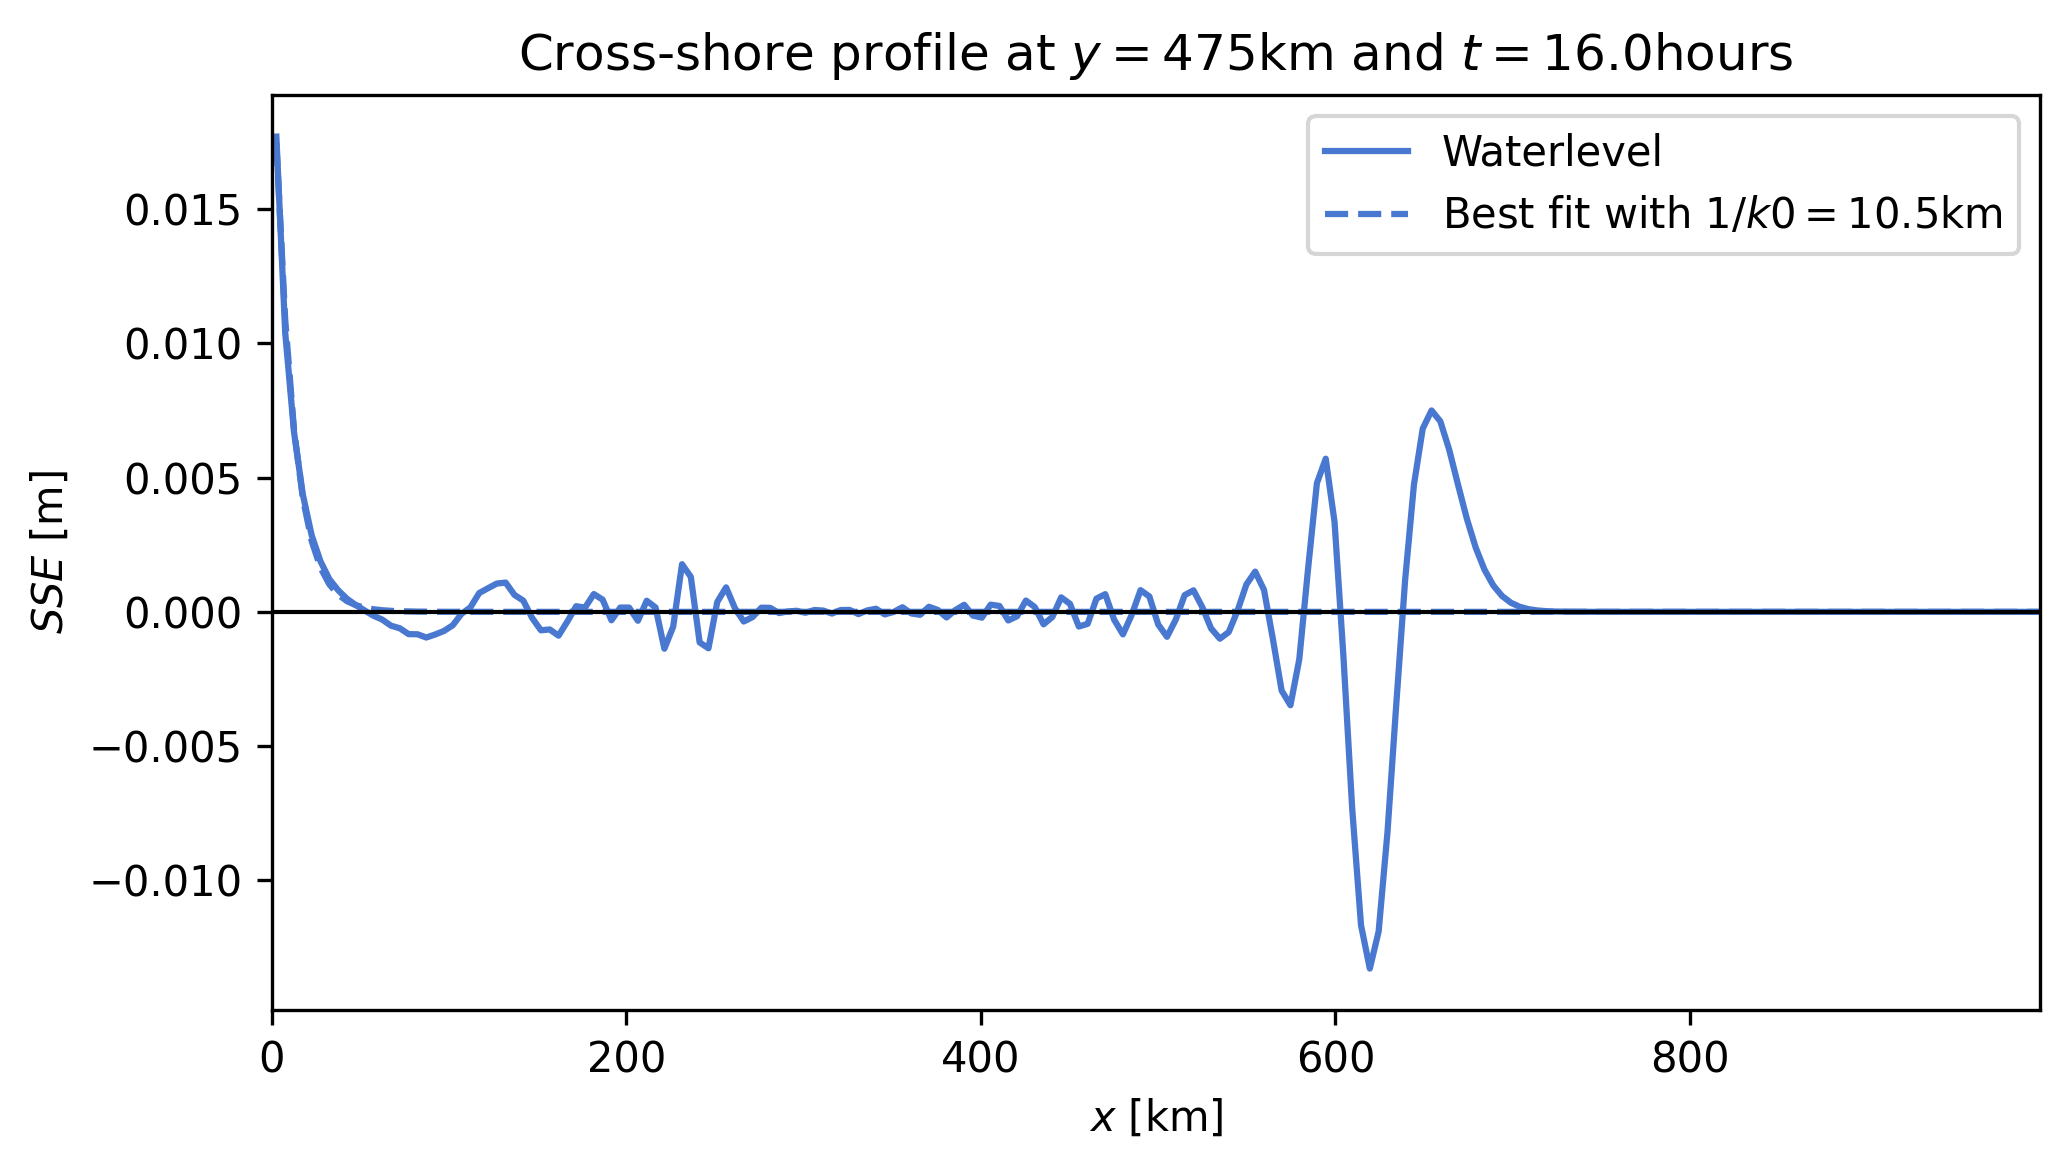 Cross-shore profile at y = 475km and t = 16.0hours
Waterlevel
Best fit with 1/k0 = 10.5km
SSE [m]
0.015
0.010
0.005
0.000
−0.005
−0.010
0 200 400 600 800
x [km]